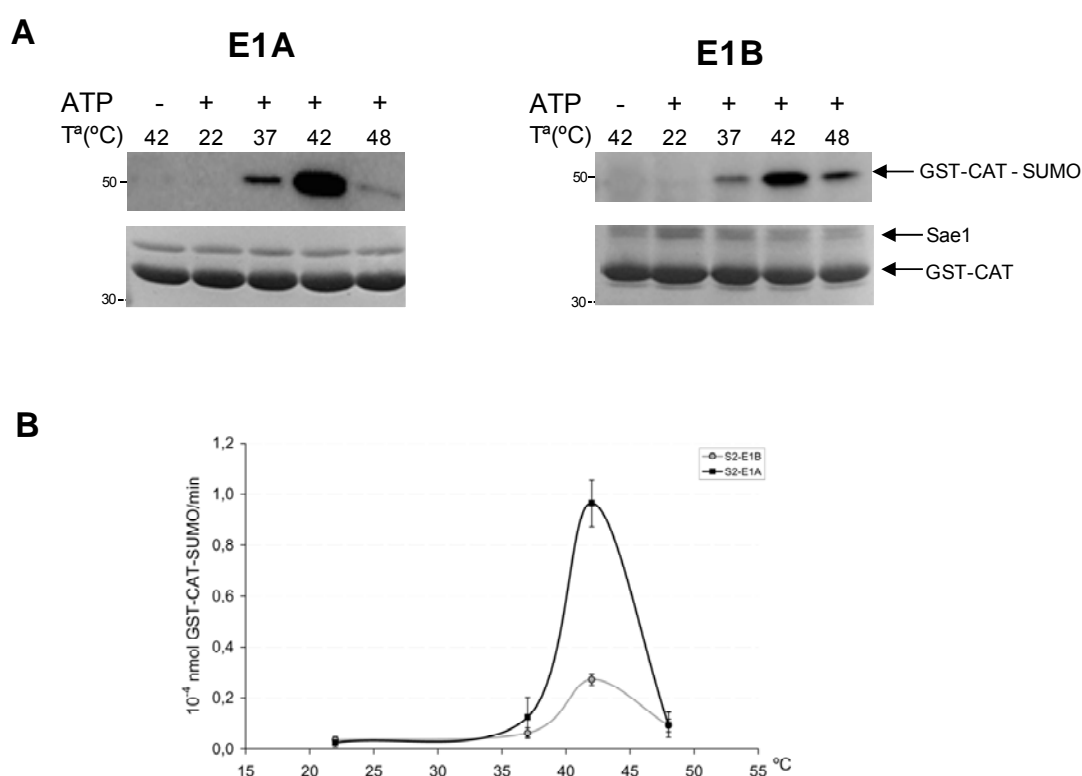 A
E1A
ATP - + + + +
Tª(ºC) 42 22 37 42 48
50
30
E1B
ATP - + + + +
Tª(ºC) 42 22 37 42 48
50
GST-CAT - SUMO
Sae1
GST-CAT
30
B
10⁻⁴ nmol GST-CAT-SUMO/min
1,2
1,0
0,8
0,6
0,4
0,2
0,0
S2-E1B
S2-E1A
15 20 25 30 35 40 45 50 55 ºC